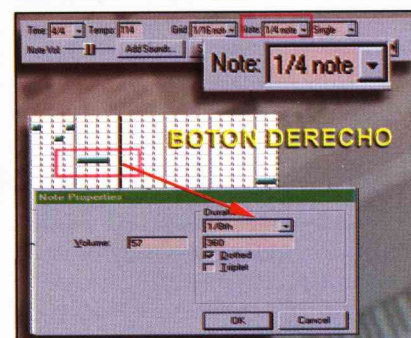 Time: 4/4 Tempo: 114 Grid 1/16 note Note: 1/4 note Single
Note Vol: Add Sounds...
Note: 1/4 note
BOTON DERECHO
Note Properties
Duration
1/8th
Volume: 57
360
Dotted
Triplet
OK Cancel